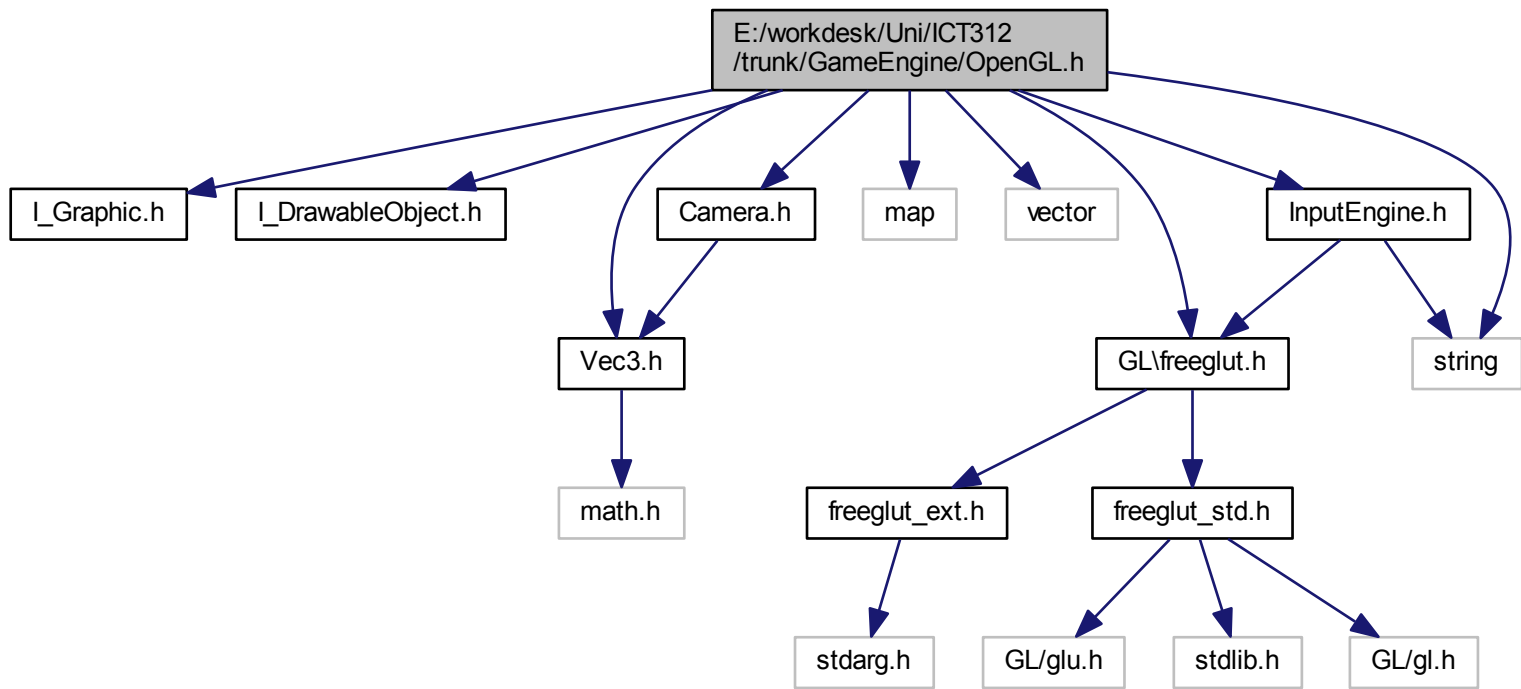 E:/workdesk/Uni/ICT312
/trunk/GameEngine/OpenGL.h
I_Graphic.h
I_DrawableObject.h
Camera.h
map
vector
InputEngine.h
Vec3.h
GL\freeglut.h
string
math.h
freeglut_ext.h
freeglut_std.h
stdarg.h
GL/glu.h
stdlib.h
GL/gl.h